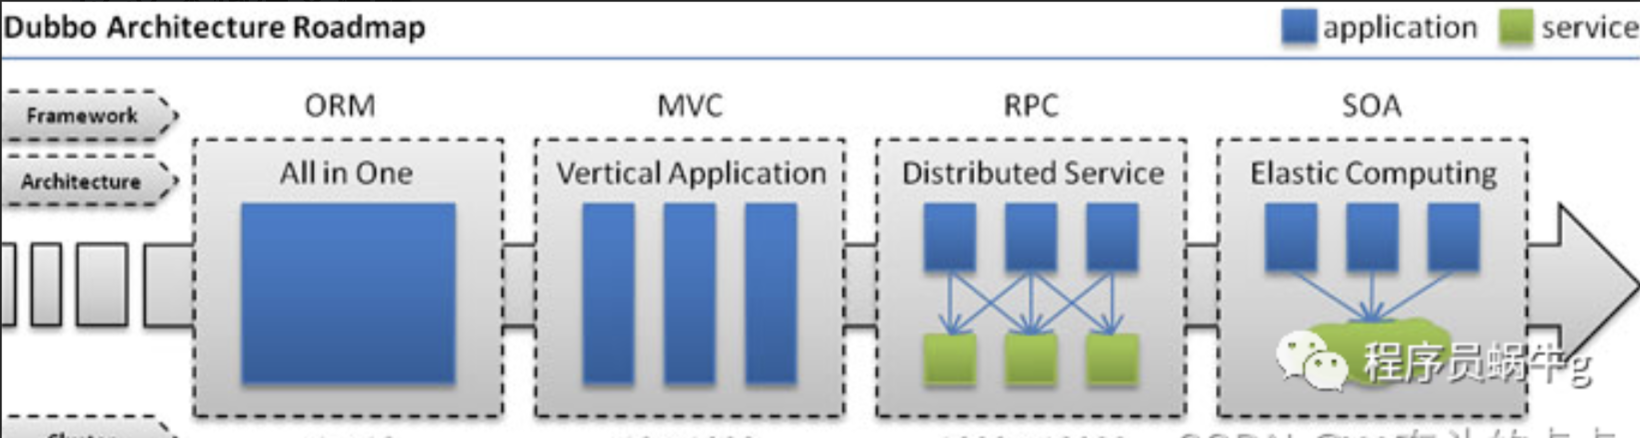 Dubbo Architecture Roadmap
application
service
Framework
ORM
MVC
RPC
SOA
Architecture
All in One
Vertical Application
Distributed Service
Elastic Computing
程序员蜗牛g